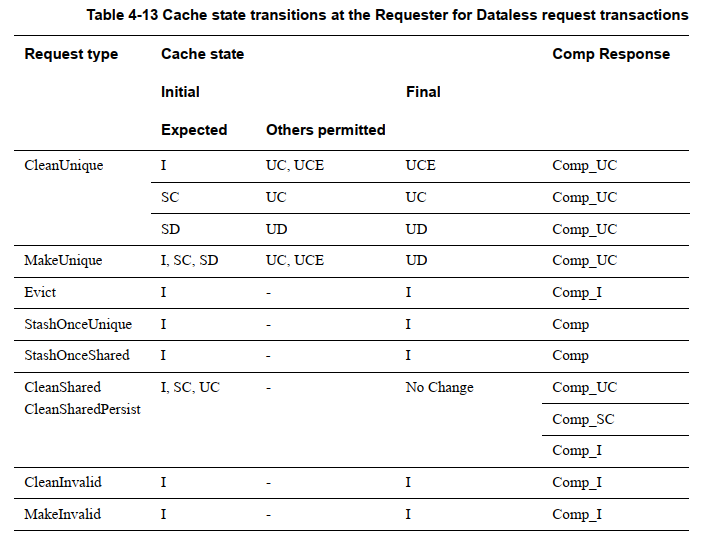 Table 4-13 Cache state transitions at the Requester for Dataless request transactions
Request type Cache state Comp Response
Initial Final
Expected Others permitted
CleanUnique I UC, UCE UCE Comp_UC
SC UC UC Comp_UC
SD UD UD Comp_UC
MakeUnique I, SC, SD UC, UCE UD Comp_UC
Evict I - I Comp_I
StashOnceUnique I - I Comp
StashOnceShared I - I Comp
CleanShared I, SC, UC - No Change Comp_UC
CleanSharedPersist
Comp_SC
Comp_I
CleanInvalid I - I Comp_I
MakeInvalid I - I Comp_I